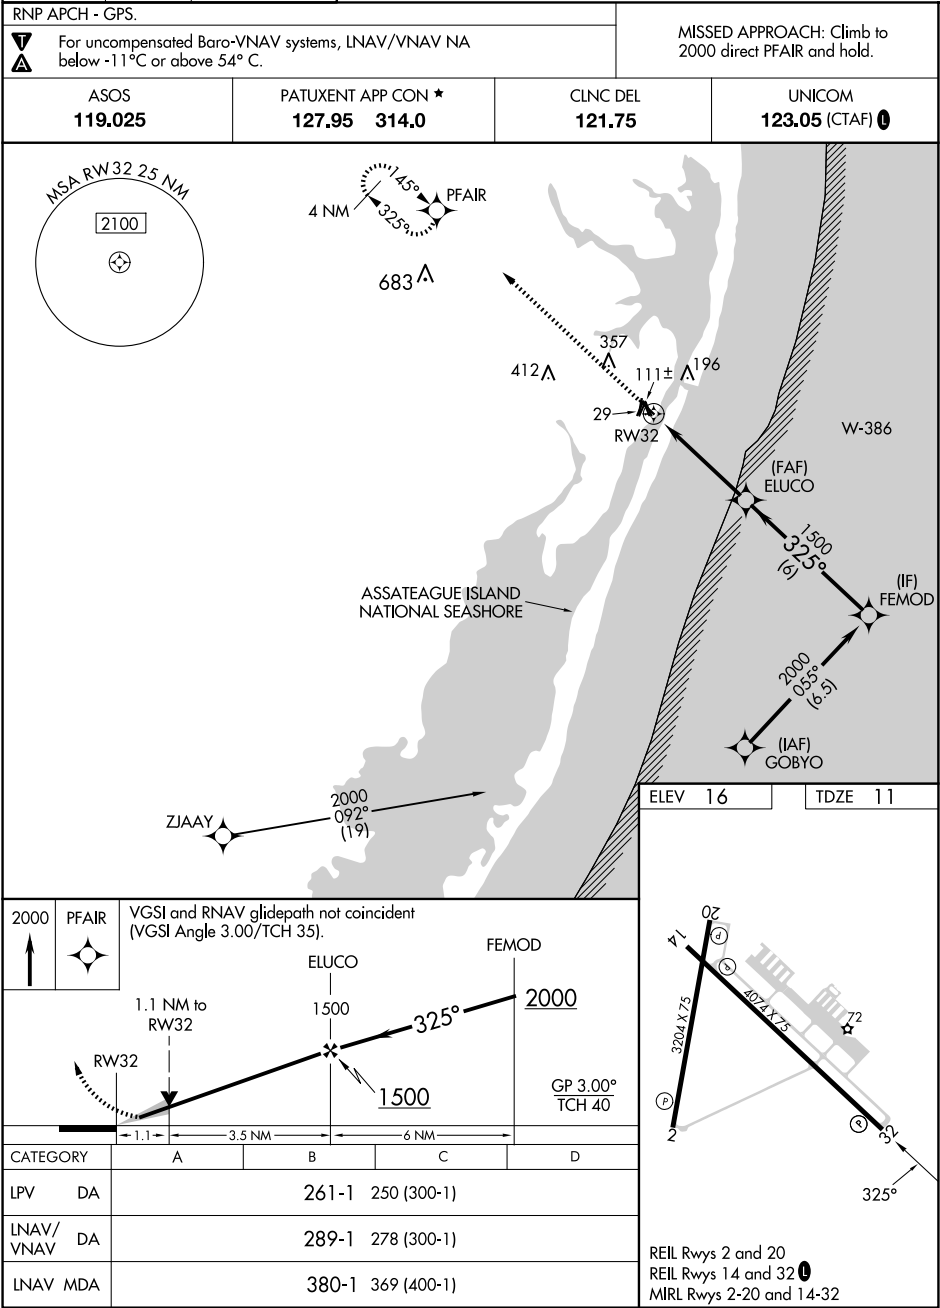 RNP APCH - GPS.
T
A
For uncompensated Baro-VNAV systems, LNAV/VNAV NA
below -11°C or above 54° C.
MISSED APPROACH: Climb to
2000 direct PFAIR and hold.
ASOS
119.025
PATUXENT APP CON ★
127.95 314.0
CLNC DEL
121.75
UNICOM
123.05 (CTAF) L
MSA RW32 25 NM
2100
4 NM
145°
325°
PFAIR
683
357
412
111±
196
29
RW32
W-386
(FAF)
ELUCO
1500
325°
(6)
(IF)
FEMOD
ASSATEAGUE ISLAND
NATIONAL SEASHORE
2000
055°
(6.5)
(IAF)
GOBYO
ZJAAY
2000
092°
(19)
ELEV 16
TDZE 11
20
14
P
P
4074 X 75
3204 X 75
72
P
P
2
32
325°
REIL Rwys 2 and 20
REIL Rwys 14 and 32 L
MIRL Rwys 2-20 and 14-32
2000
PFAIR
VGSI and RNAV glidepath not coincident
(VGSI Angle 3.00/TCH 35).
FEMOD
ELUCO
1.1 NM to
RW32
1500
325°
2000
RW32
1500
GP 3.00°
TCH 40
1.1
3.5 NM
6 NM
CATEGORY A B C D
LPV DA 261-1 250 (300-1)
LNAV/
VNAV DA 289-1 278 (300-1)
LNAV MDA 380-1 369 (400-1)